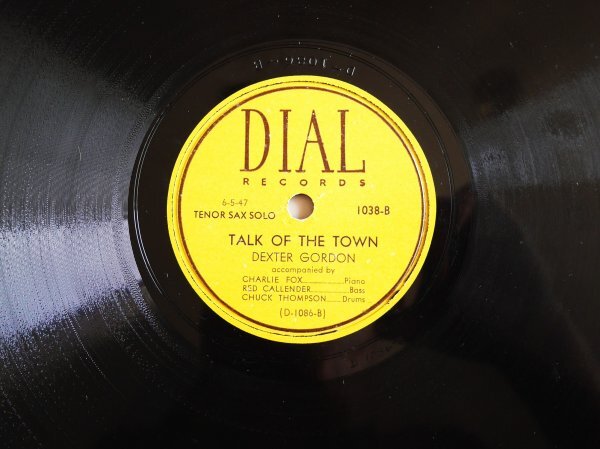 D-1086-B
DIAL
RECORDS
6-5-47
TENOR SAX SOLO 1038-B
TALK OF THE TOWN
DEXTER GORDON
accompanied by
CHARLIE FOX..............Piano
RED CALLENDER.............Bass
CHUCK THOMPSON.....Drums
(D-1086-B)